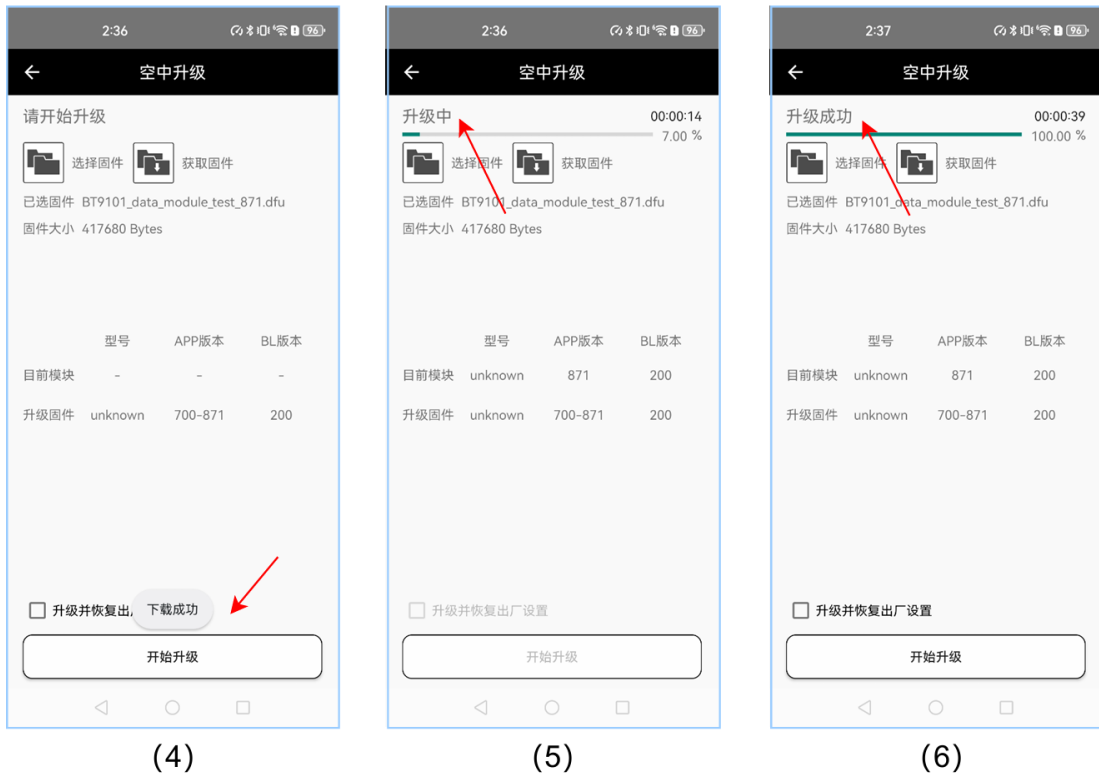 2:36
96
空中升级
请开始升级
选择固件 获取固件
已选固件 BT9101_data_module_test_871.dfu
固件大小 417680 Bytes
型号 APP版本 BL版本
目前模块 - - -
升级固件 unknown 700-871 200
升级并恢复出厂
下载成功
开始升级
(4)
2:36
96
空中升级
升级中 00:00:14
7.00 %
选择固件 获取固件
已选固件 BT9101_data_module_test_871.dfu
固件大小 417680 Bytes
型号 APP版本 BL版本
目前模块 unknown 871 200
升级固件 unknown 700-871 200
升级并恢复出厂设置
开始升级
(5)
2:37
96
空中升级
升级成功 00:00:39
100.00 %
选择固件 获取固件
已选固件 BT9101_data_module_test_871.dfu
固件大小 417680 Bytes
型号 APP版本 BL版本
目前模块 unknown 871 200
升级固件 unknown 700-871 200
升级并恢复出厂设置
开始升级
(6)